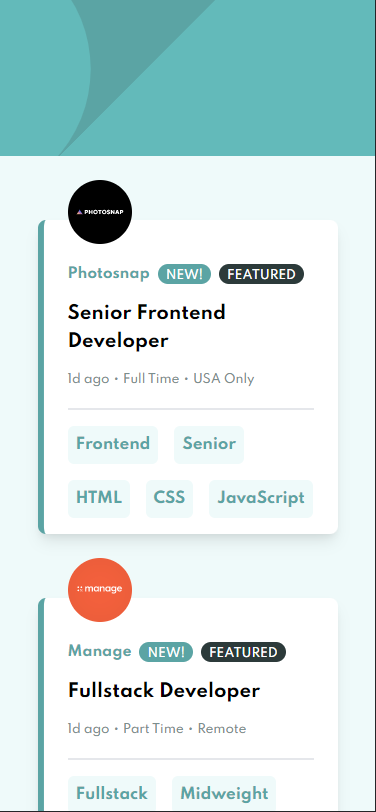 PHOTOSNAP
Photosnap NEW! FEATURED
Senior Frontend
Developer
1d ago • Full Time • USA Only
Frontend Senior
HTML CSS JavaScript
manage
Manage NEW! FEATURED
Fullstack Developer
1d ago • Part Time • Remote
Fullstack Midweight